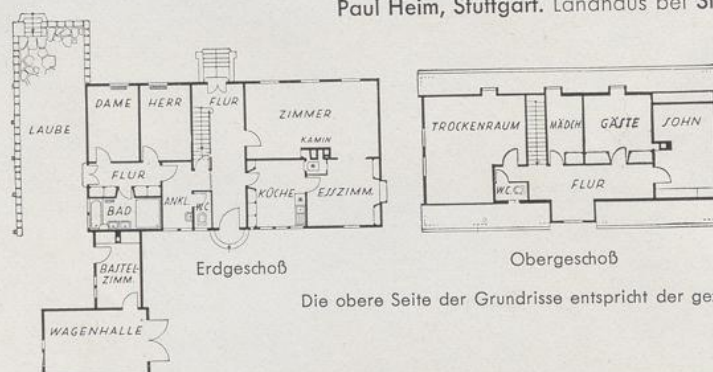 Paul Heim, Stuttgart. Landhaus bei
DAME
HERR
FLUR
ZIMMER
KAMIN
LAUBE
FLUR
BAD
ANKL.
WC
KÜCHE
ESSZIMM.
BASTEL-
ZIMM.
WAGENHALLE
Erdgeschoß
TROCKENRAUM
MÄDCH.
GÄSTE
SOHN
W.C.
FLUR
Obergeschoß
Die obere Seite der Grundrisse entspricht der